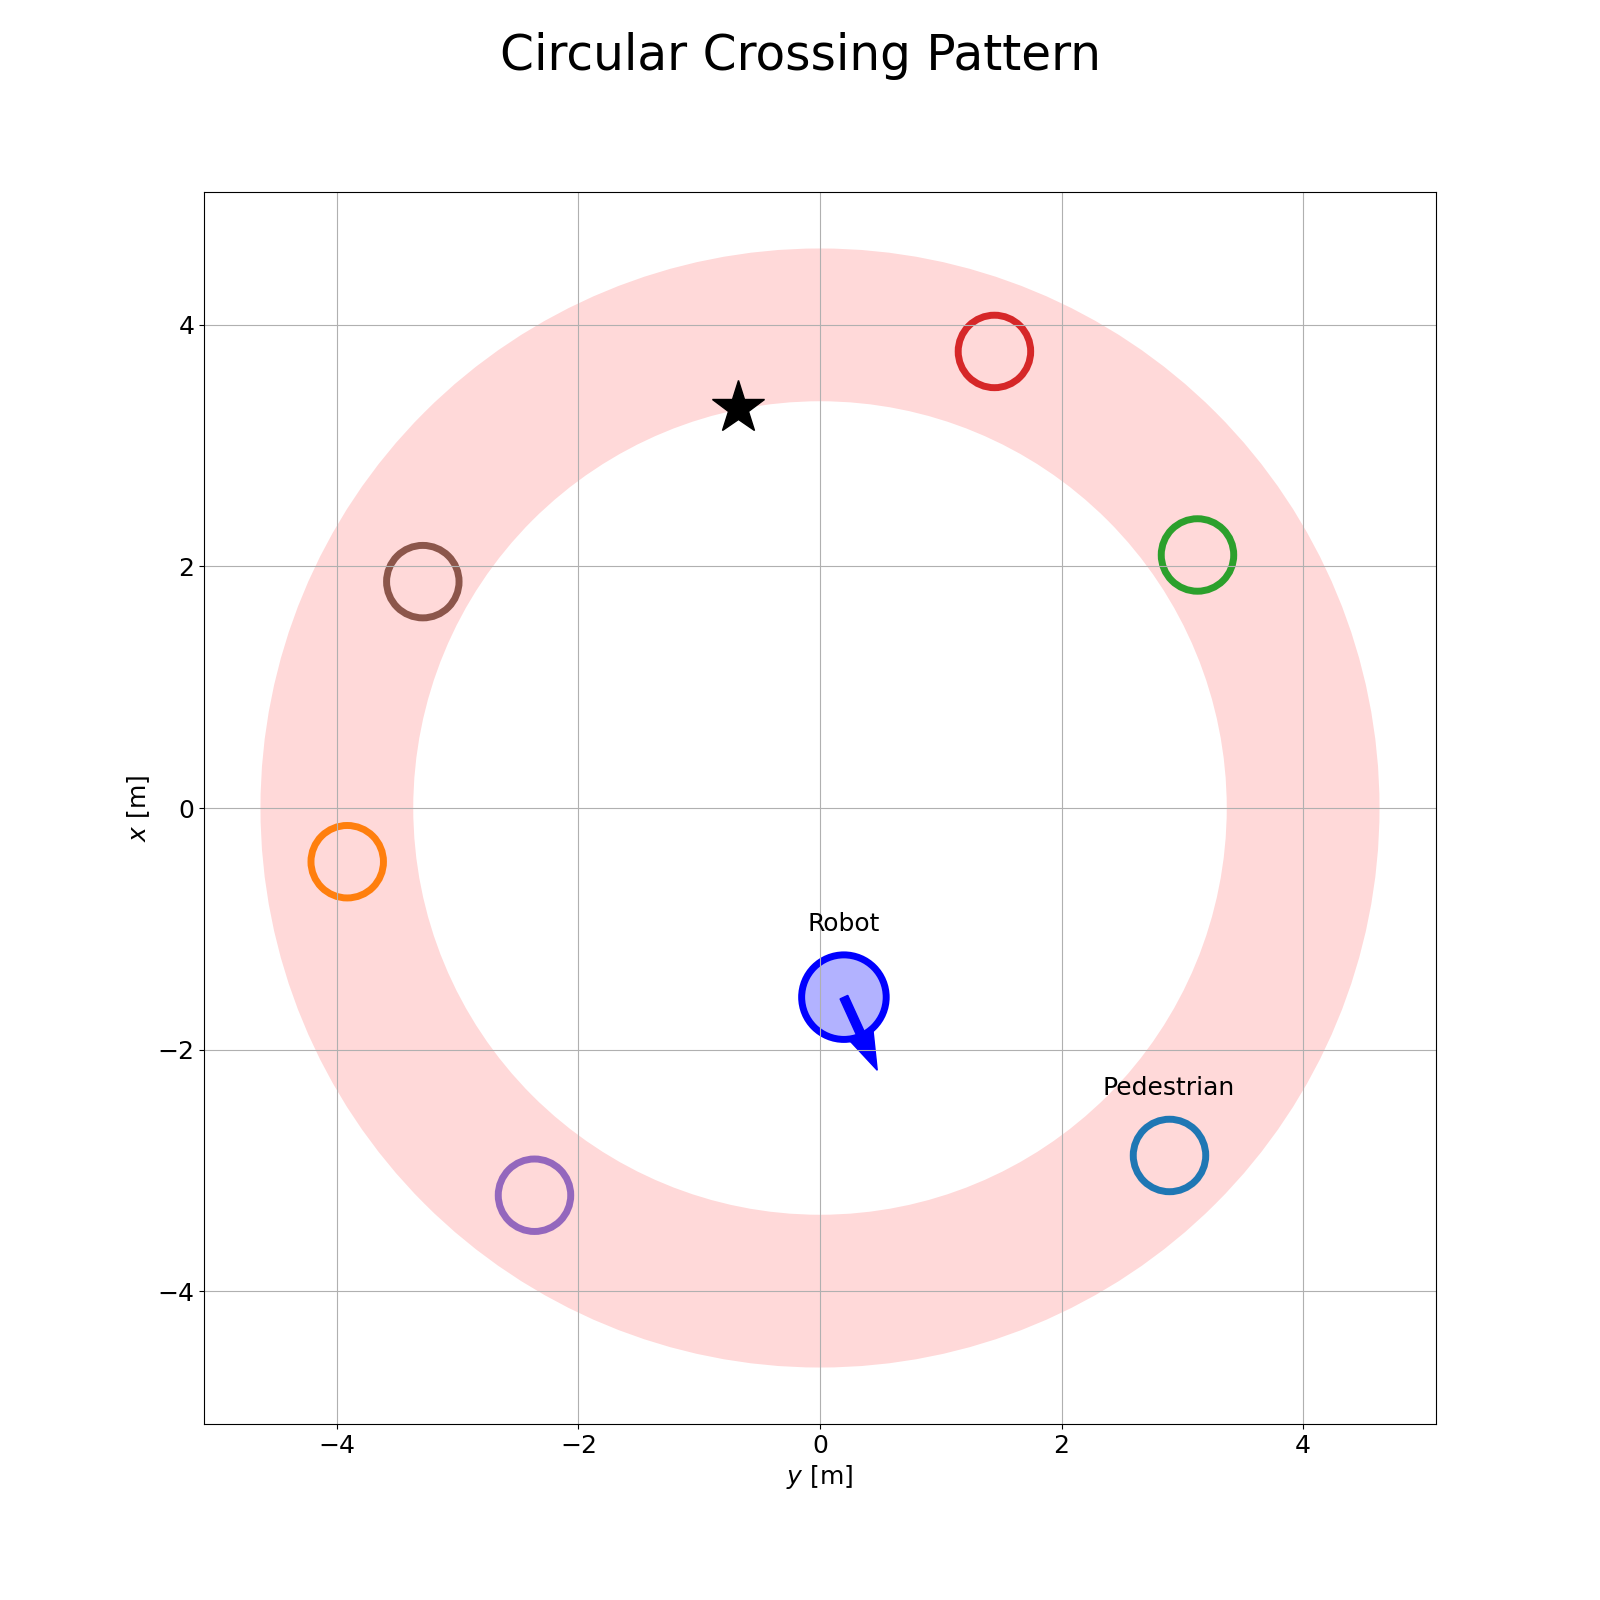 Circular Crossing Pattern
4
2
0
−2
−4
x [m]
Robot
Pedestrian
−4 −2 0 2 4
y [m]